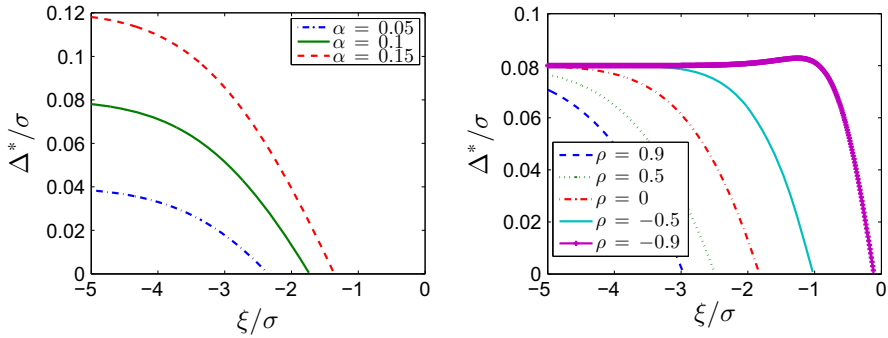 0.12
0.1
0.08
0.06
0.04
0.02
0
Δ*/σ
α = 0.05
α = 0.1
α = 0.15
−5 −4 −3 −2 −1 0
ξ/σ
0.1
0.08
0.06
0.04
0.02
0
Δ*/σ
ρ = 0.9
ρ = 0.5
ρ = 0
ρ = −0.5
ρ = −0.9
−5 −4 −3 −2 −1 0
ξ/σ